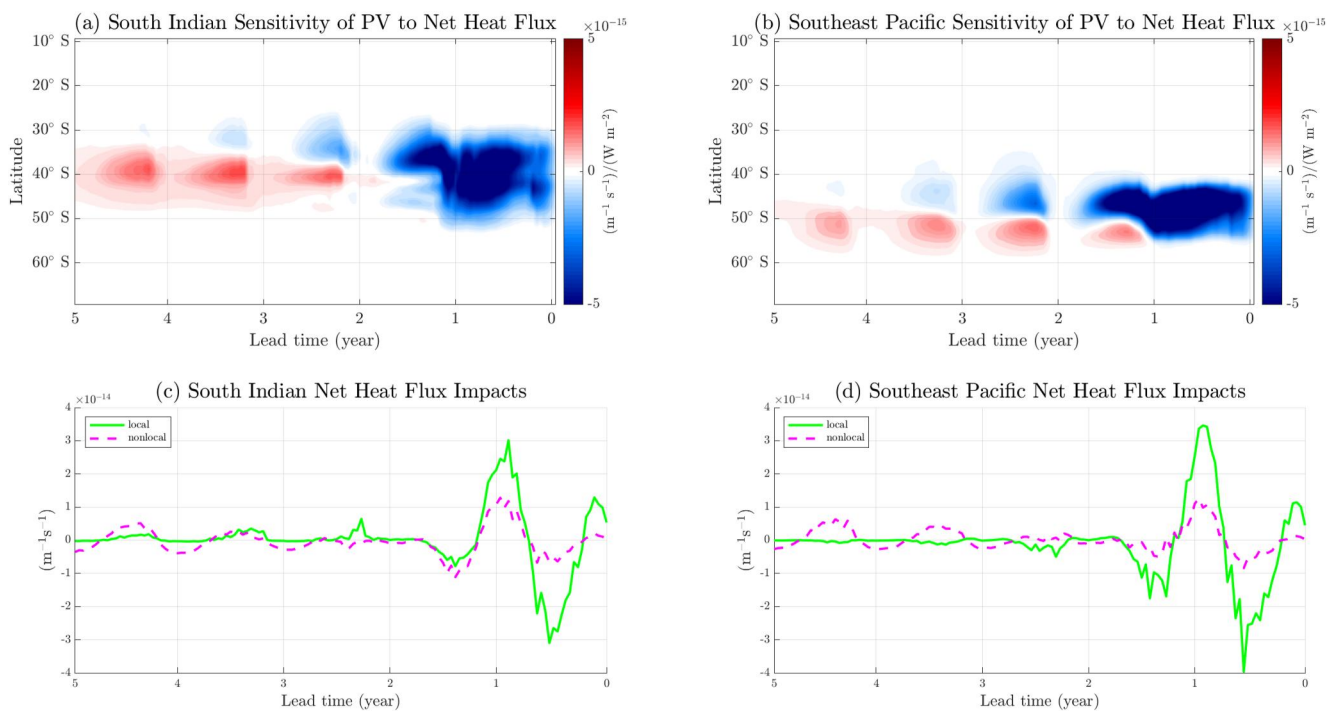 (a) South Indian Sensitivity of PV to Net Heat Flux
×10⁻¹⁵
10° S
20° S
30° S
40° S
50° S
60° S
Latitude
5
4
3
2
1
0
Lead time (year)
5
0
-5
(m⁻¹ s⁻¹)/(W m⁻²)
(b) Southeast Pacific Sensitivity of PV to Net Heat Flux
×10⁻¹⁵
10° S
20° S
30° S
40° S
50° S
60° S
Latitude
5
4
3
2
1
0
Lead time (year)
5
0
-5
(m⁻¹ s⁻¹)/(W m⁻²)
(c) South Indian Net Heat Flux Impacts
×10⁻¹⁴
4
3
2
1
0
-1
-2
-3
-4
(m⁻¹s⁻¹)
local
nonlocal
5
4
3
2
1
0
Lead time (year)
(d) Southeast Pacific Net Heat Flux Impacts
×10⁻¹⁴
4
3
2
1
0
-1
-2
-3
-4
(m⁻¹s⁻¹)
local
nonlocal
5
4
3
2
1
0
Lead time (year)